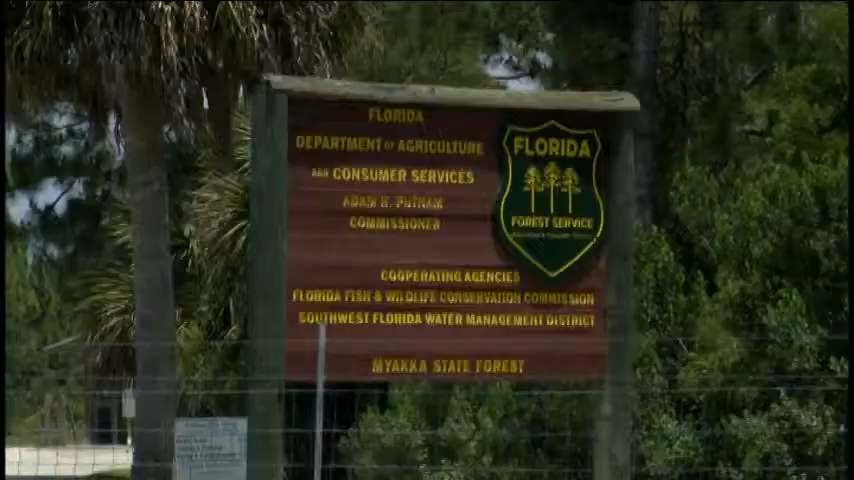 FLORIDA
DEPARTMENT OF AGRICULTURE
AND CONSUMER SERVICES
ADAM H. PUTNAM
COMMISSIONER
FLORIDA
FOREST SERVICE
COOPERATING AGENCIES
FLORIDA FISH & WILDLIFE CONSERVATION COMMISSION
SOUTHWEST FLORIDA WATER MANAGEMENT DISTRICT
MYAKKA STATE FOREST